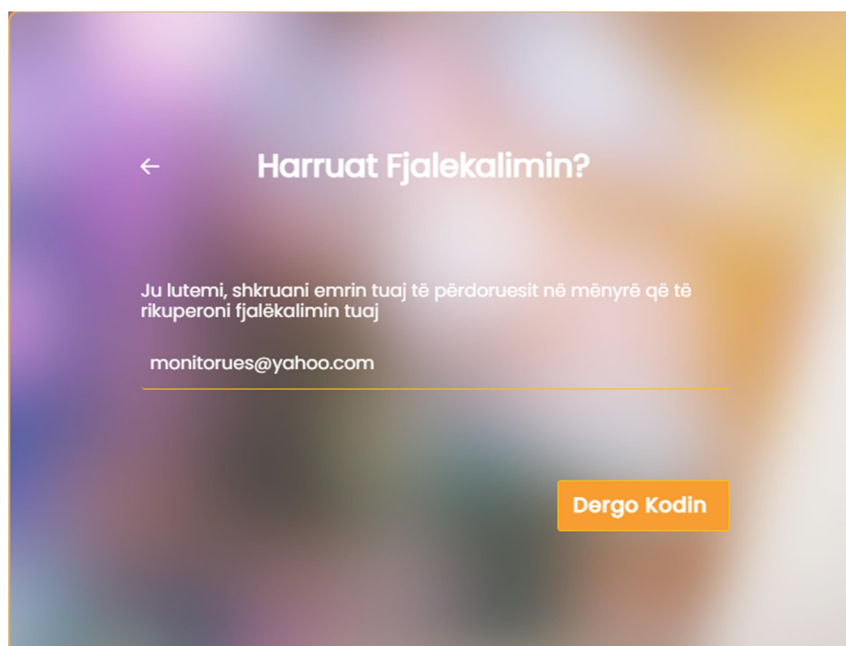 Harruat Fjalekalimin?
Ju lutemi, shkruani emrin tuaj të përdoruesit në mënyrë që të
rikuperoni fjalëkalimin tuaj
monitorues@yahoo.com
Dergo Kodin